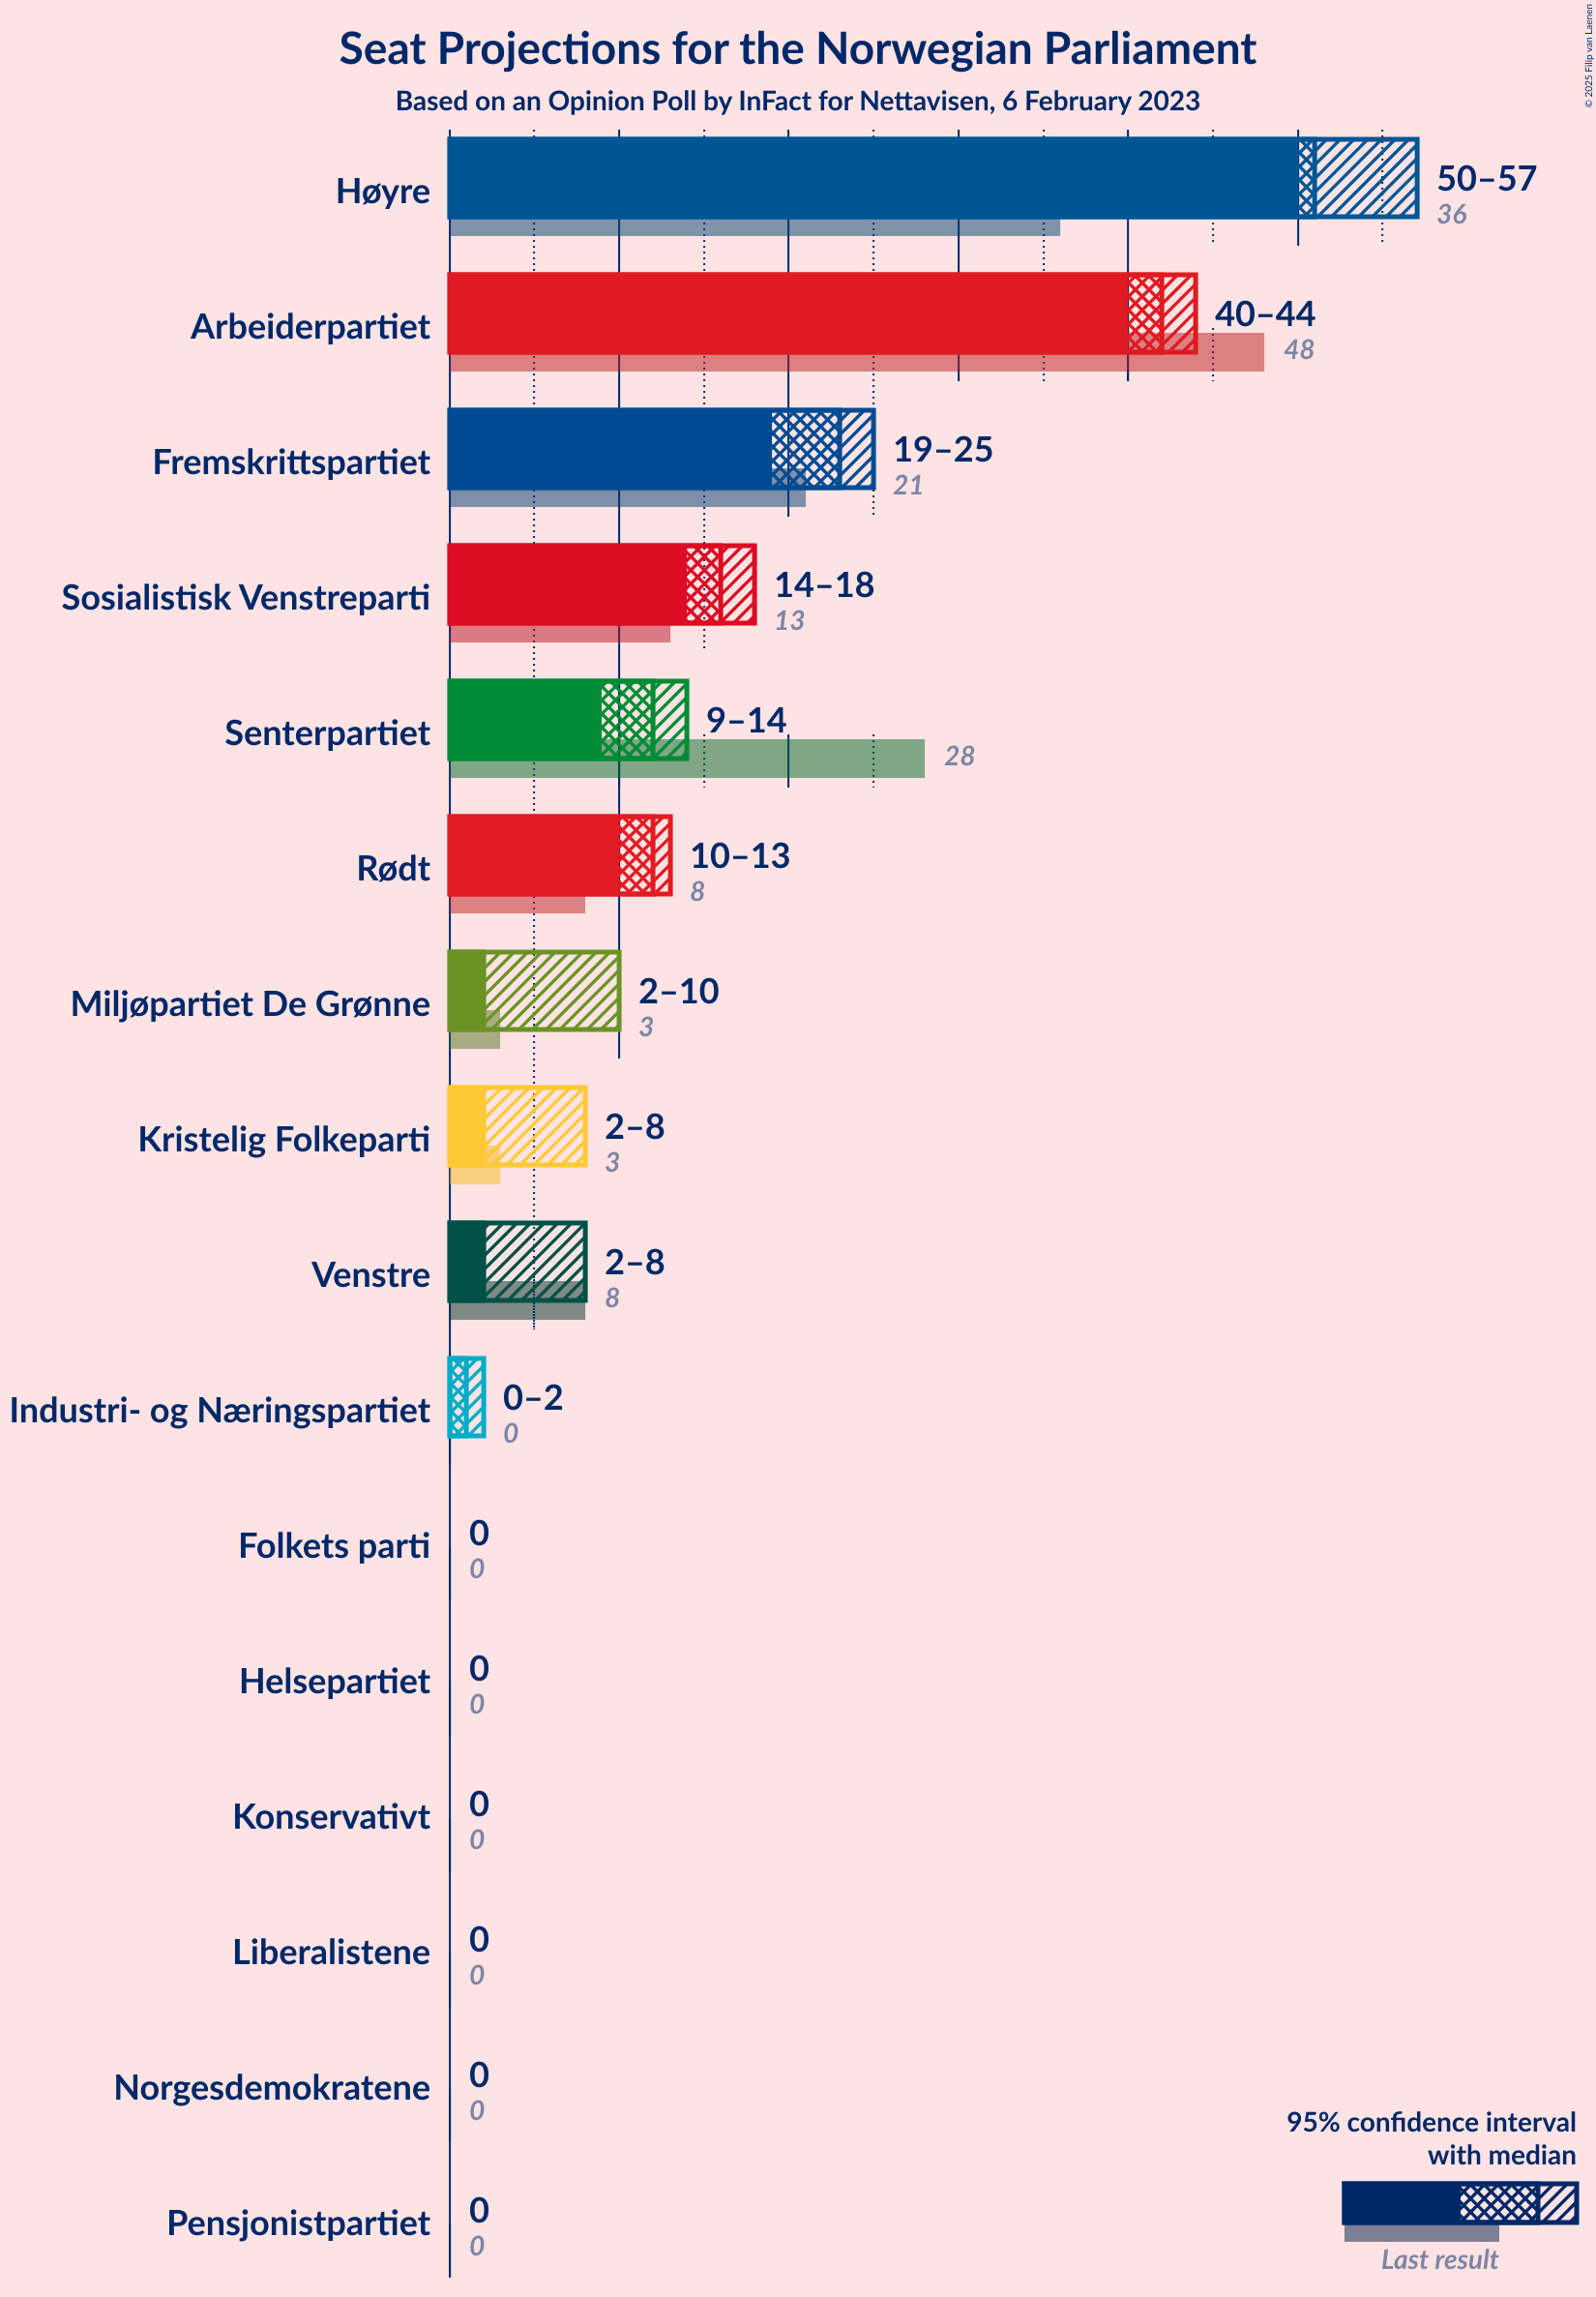 Seat Projections for the Norwegian Parliament
Based on an Opinion Poll by InFact for Nettavisen, 6 February 2023
© 2025 Filip van Laenen
Høyre
50–57
36
Arbeiderpartiet
40–44
48
Fremskrittspartiet
19–25
21
Sosialistisk Venstreparti
14–18
13
Senterpartiet
9–14
28
Rødt
10–13
8
Miljøpartiet De Grønne
2–10
3
Kristelig Folkeparti
2–8
3
Venstre
2–8
8
Industri- og Næringspartiet
0–2
0
Folkets parti
0
0
Helsepartiet
0
0
Konservativt
0
0
Liberalistene
0
0
Norgesdemokratene
0
0
Pensjonistpartiet
0
0
95% confidence interval
with median
Last result